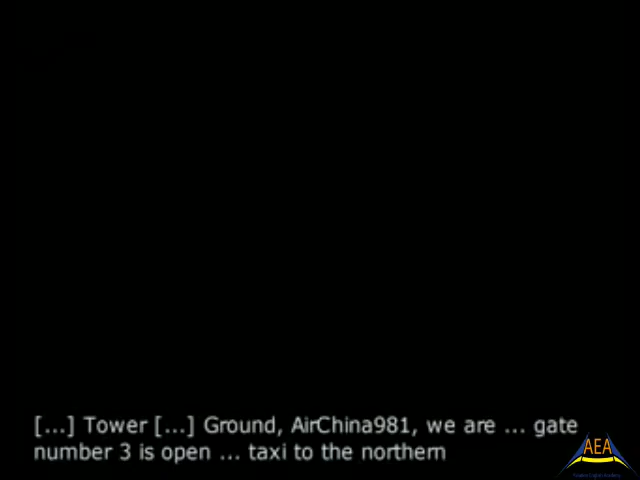 [...] Tower [...] Ground, AirChina981, we are ... gate
number 3 is open ... taxi to the northern
AEA